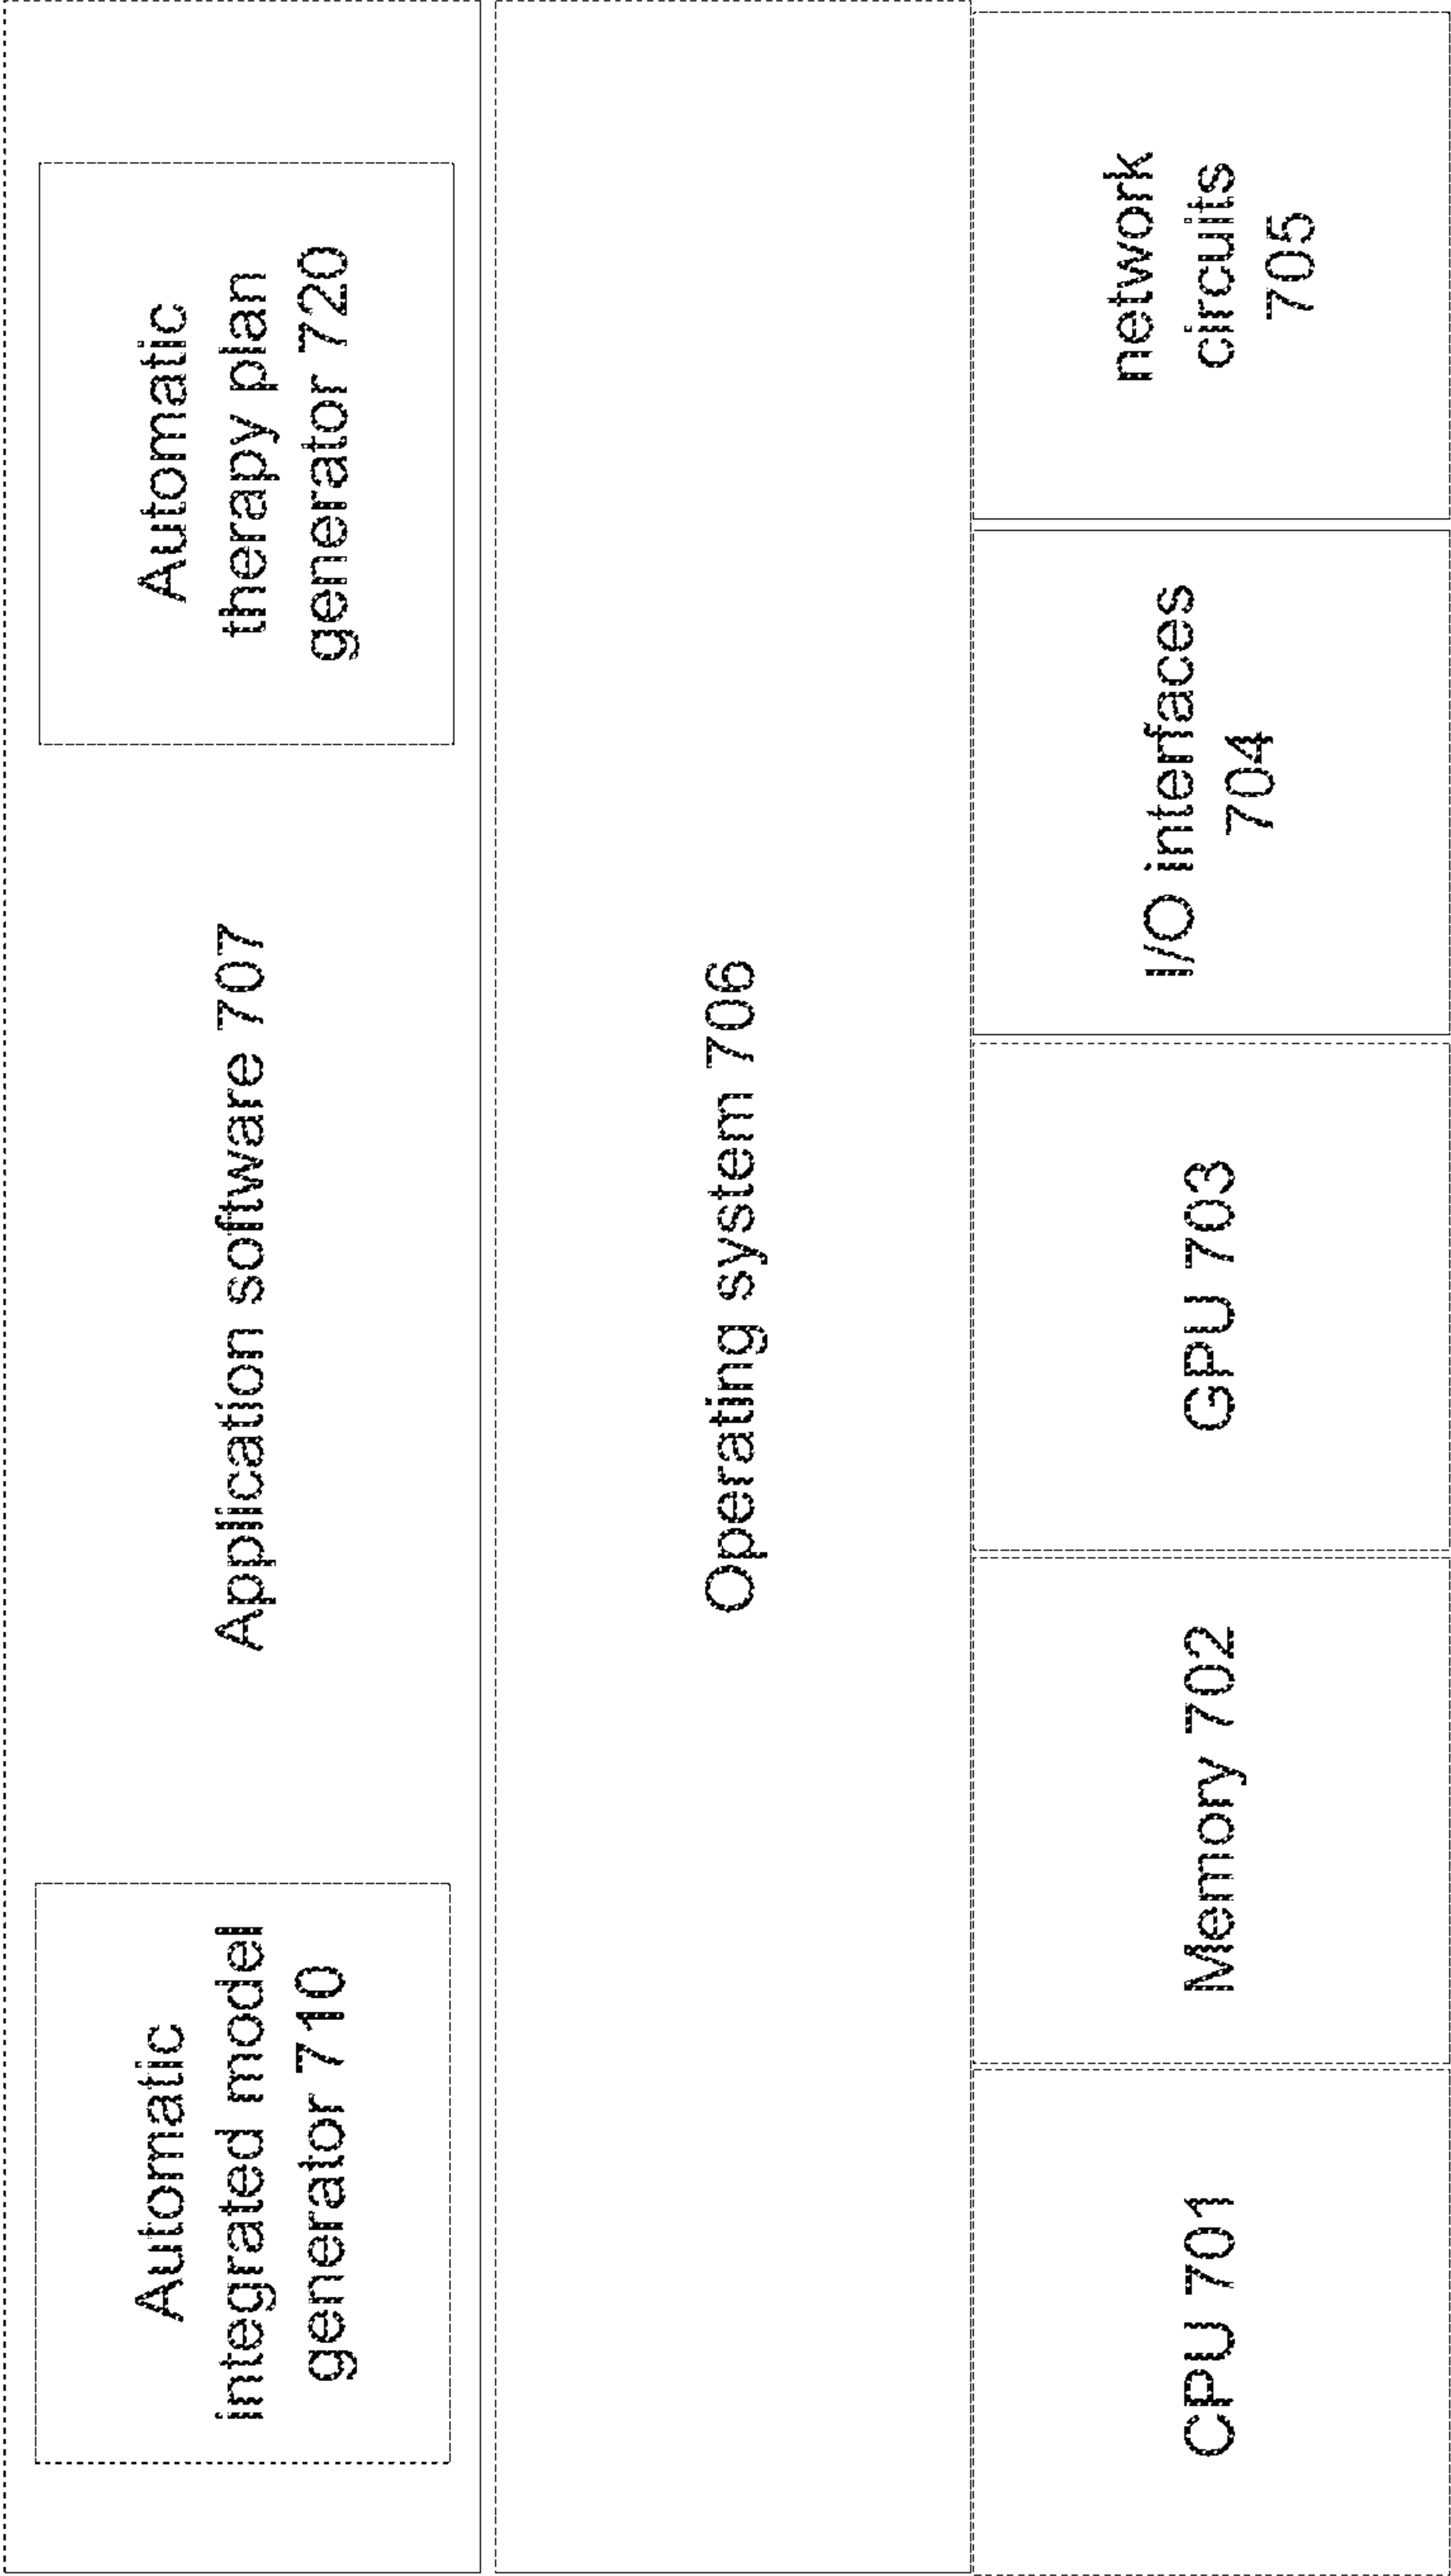 Automatic
integrated model
generator 710
Application software 707
Automatic
therapy plan
generator 720
Operating system 706
CPU 701
Memory 702
GPU 703
I/O interfaces
704
network
circuits
705